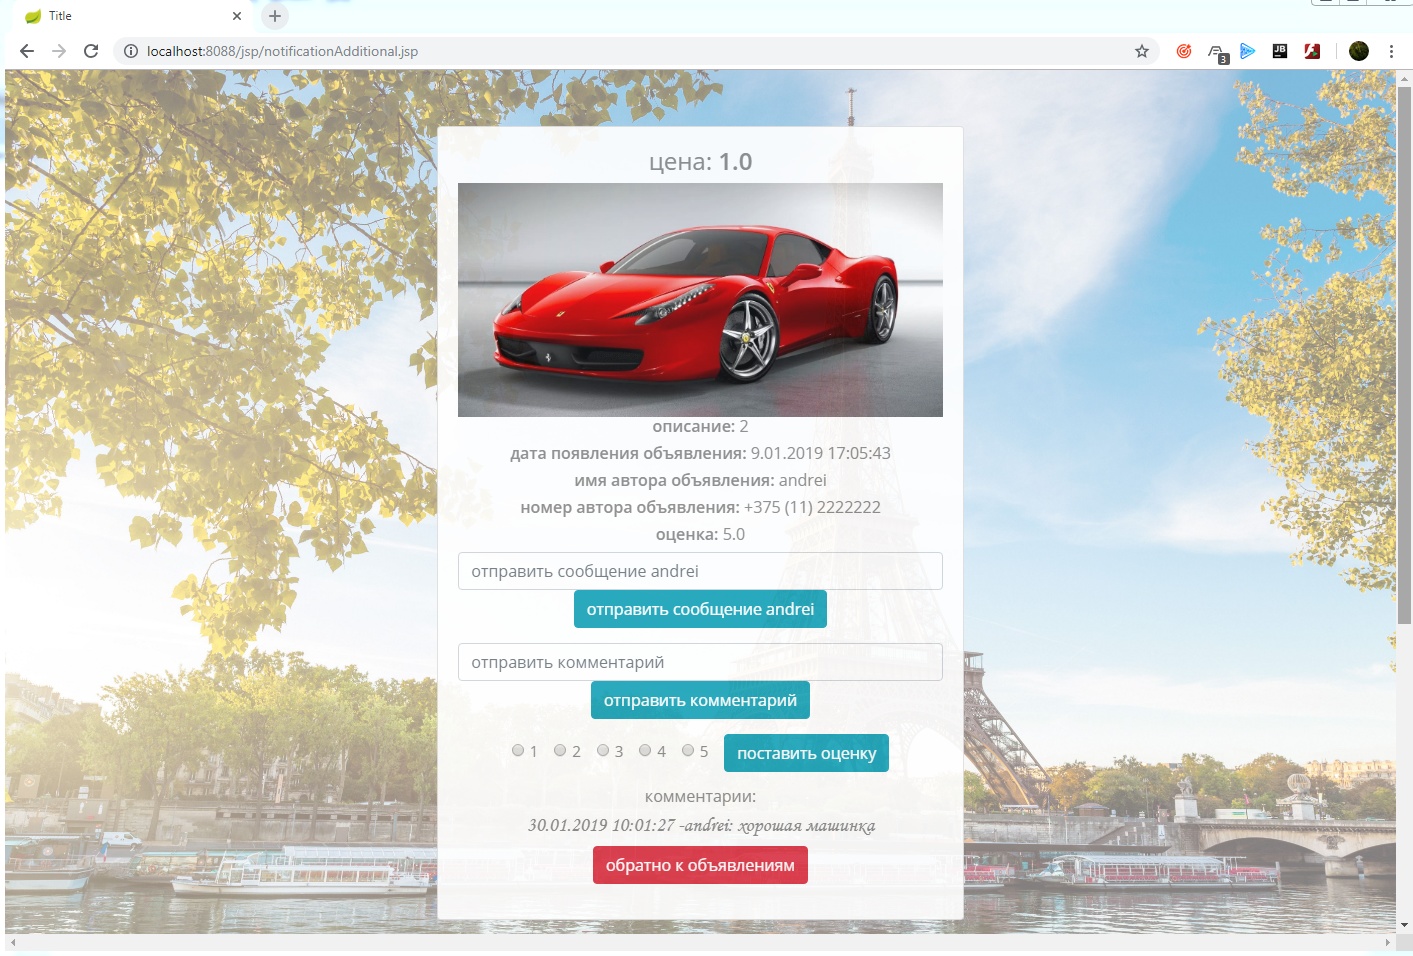 Title
localhost:8088/jsp/notificationAdditional.jsp
3
JB
цена: 1.0
описание: 2
дата появления объявления: 9.01.2019 17:05:43
имя автора объявления: andrei
номер автора объявления: +375 (11) 2222222
оценка: 5.0
отправить сообщение andrei
отправить сообщение andrei
отправить комментарий
отправить комментарий
1 2 3 4 5 поставить оценку
комментарии:
30.01.2019 10:01:27 -andrei: хорошая машинка
обратно к объявлениям